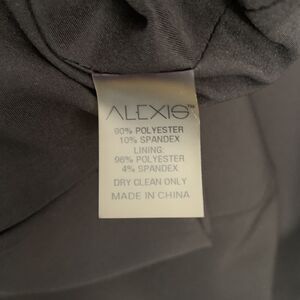 ALEXIS™
90% POLYESTER
10% SPANDEX
LINING:
96% POLYESTER
4% SPANDEX
DRY CLEAN ONLY
MADE IN CHINA